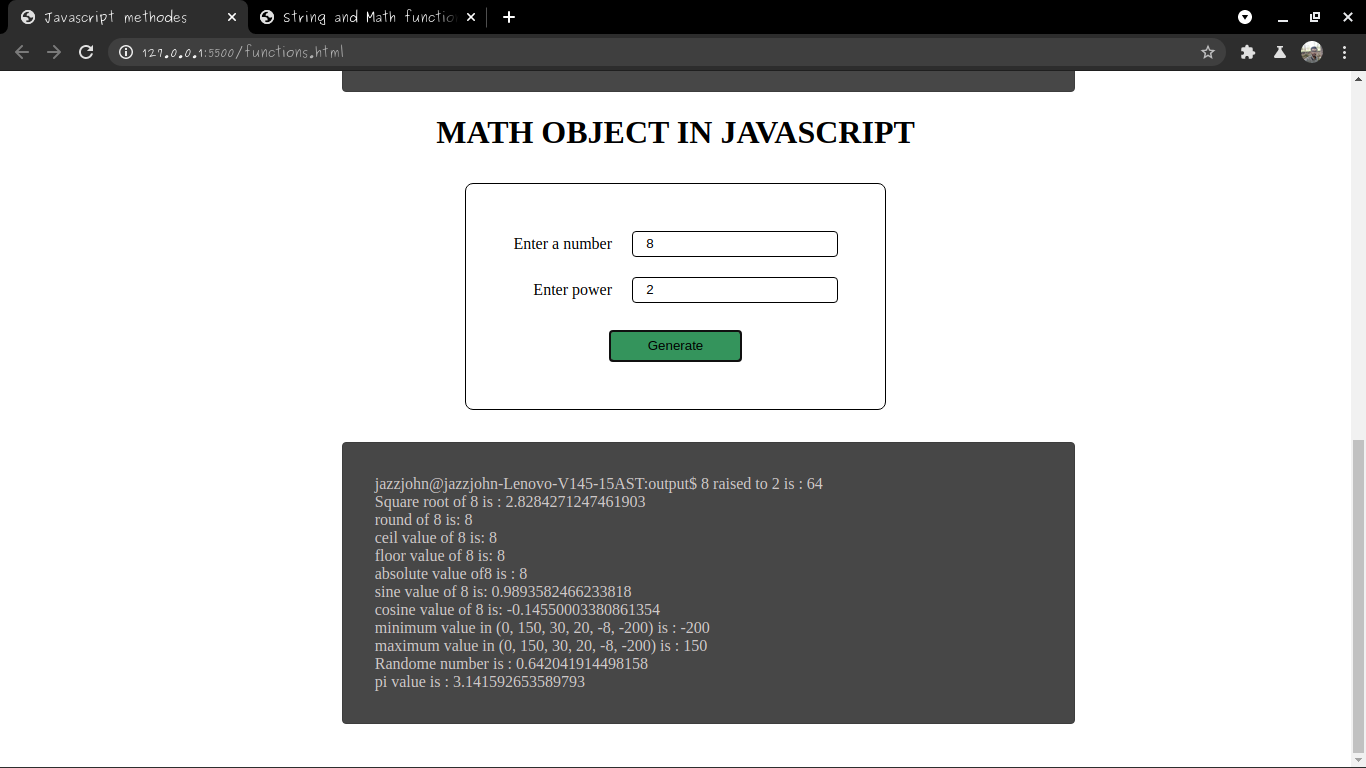 Javascript methodes
String and Math functio
127.0.0.1:5500/functions.html
MATH OBJECT IN JAVASCRIPT
Enter a number 8
Enter power 2
Generate
jazzjohn@jazzjohn-Lenovo-V145-15AST:output$ 8 raised to 2 is : 64
Square root of 8 is : 2.8284271247461903
round of 8 is: 8
ceil value of 8 is: 8
floor value of 8 is: 8
absolute value of8 is : 8
sine value of 8 is: 0.9893582466233818
cosine value of 8 is: -0.14550003380861354
minimum value in (0, 150, 30, 20, -8, -200) is : -200
maximum value in (0, 150, 30, 20, -8, -200) is : 150
Randome number is : 0.642041914498158
pi value is : 3.141592653589793